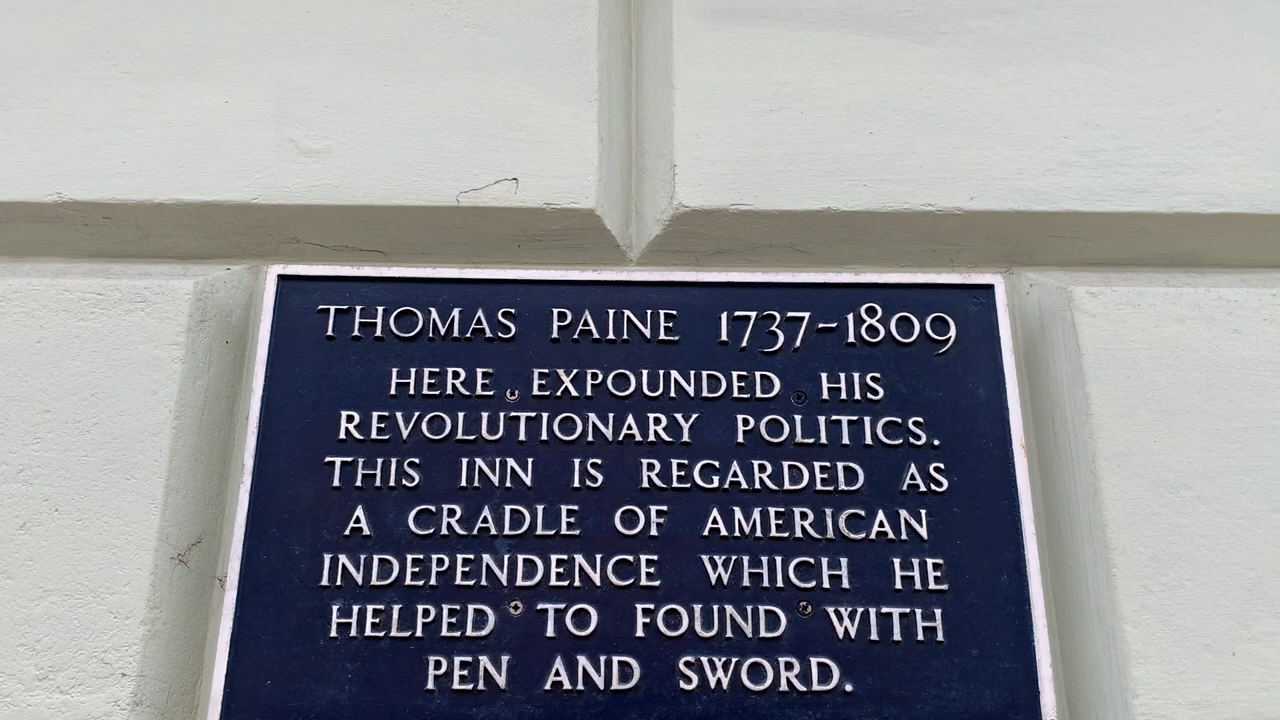 THOMAS PAINE 1737-1809
HERE EXPOUNDED HIS
REVOLUTIONARY POLITICS.
THIS INN IS REGARDED AS
A CRADLE OF AMERICAN
INDEPENDENCE WHICH HE
HELPED TO FOUND WITH
PEN AND SWORD.